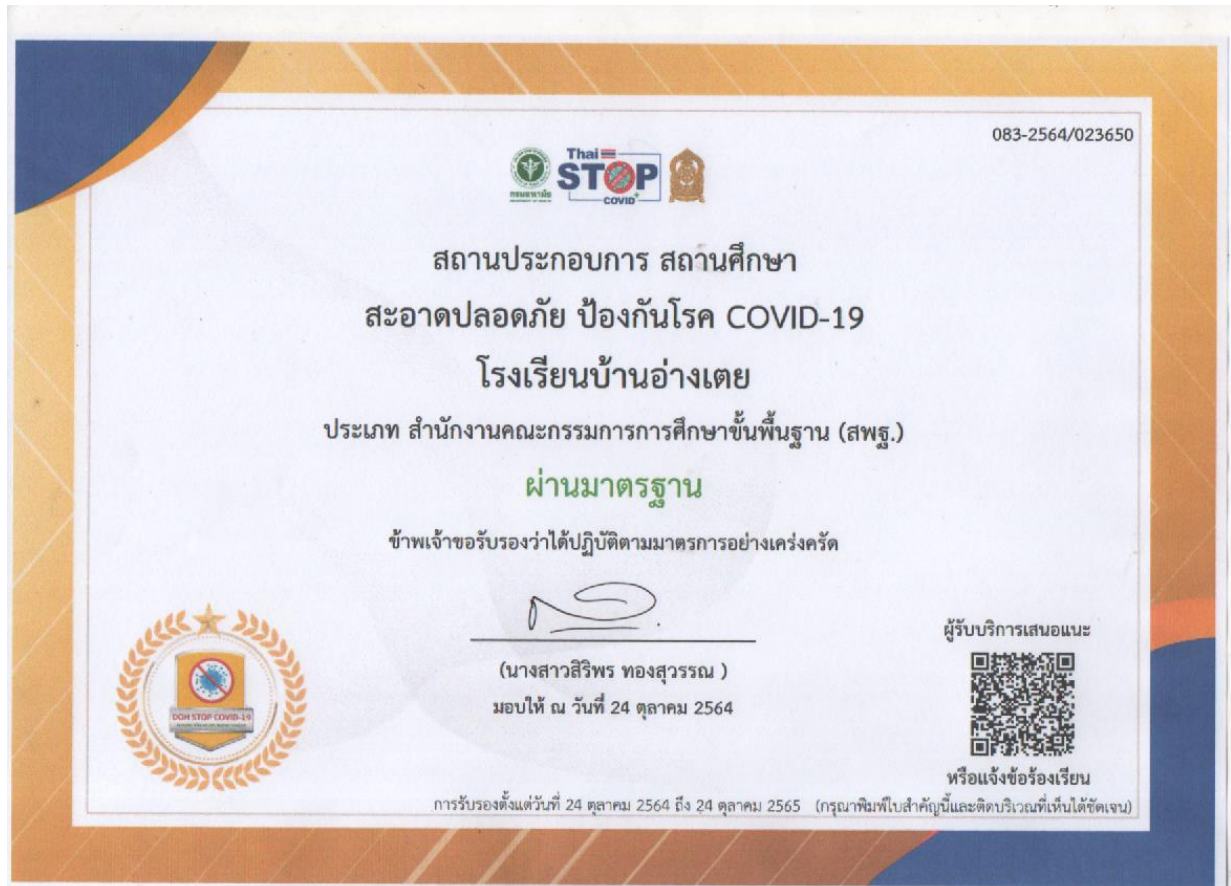 083-2564/023650
กรมอนามัย
Thai
STOP
COVID
สถานประกอบการ สถานศึกษา
สะอาดปลอดภัย ป้องกันโรค COVID-19
โรงเรียนบ้านอ่างเตย
ประเภท สำนักงานคณะกรรมการการศึกษาขั้นพื้นฐาน (สพฐ.)
ผ่านมาตรฐาน
ข้าพเจ้าขอรับรองว่าได้ปฏิบัติตามมาตรการอย่างเคร่งครัด
(นางสาวสิริพร ทองสุวรรณ )
มอบให้ ณ วันที่ 24 ตุลาคม 2564
DOH STOP COVID-19
ผู้รับบริการเสนอแนะ
หรือแจ้งข้อร้องเรียน
การรับรองตั้งแต่วันที่ 24 ตุลาคม 2564 ถึง 24 ตุลาคม 2565 (กรุณาพิมพ์ใบสำคัญนี้และติดบริเวณที่เห็นได้ชัดเจน)